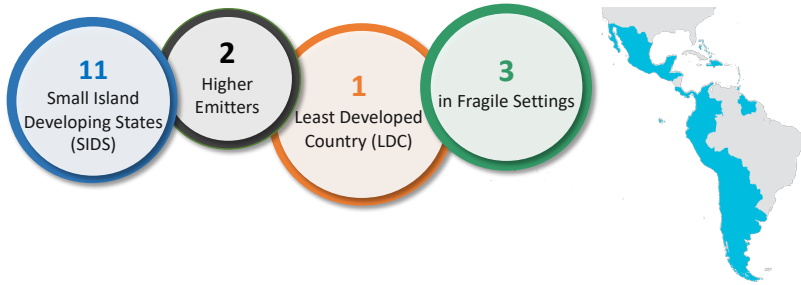 11
Small Island
Developing States
(SIDS)
2
Higher
Emitters
1
Least Developed
Country (LDC)
3
in Fragile Settings